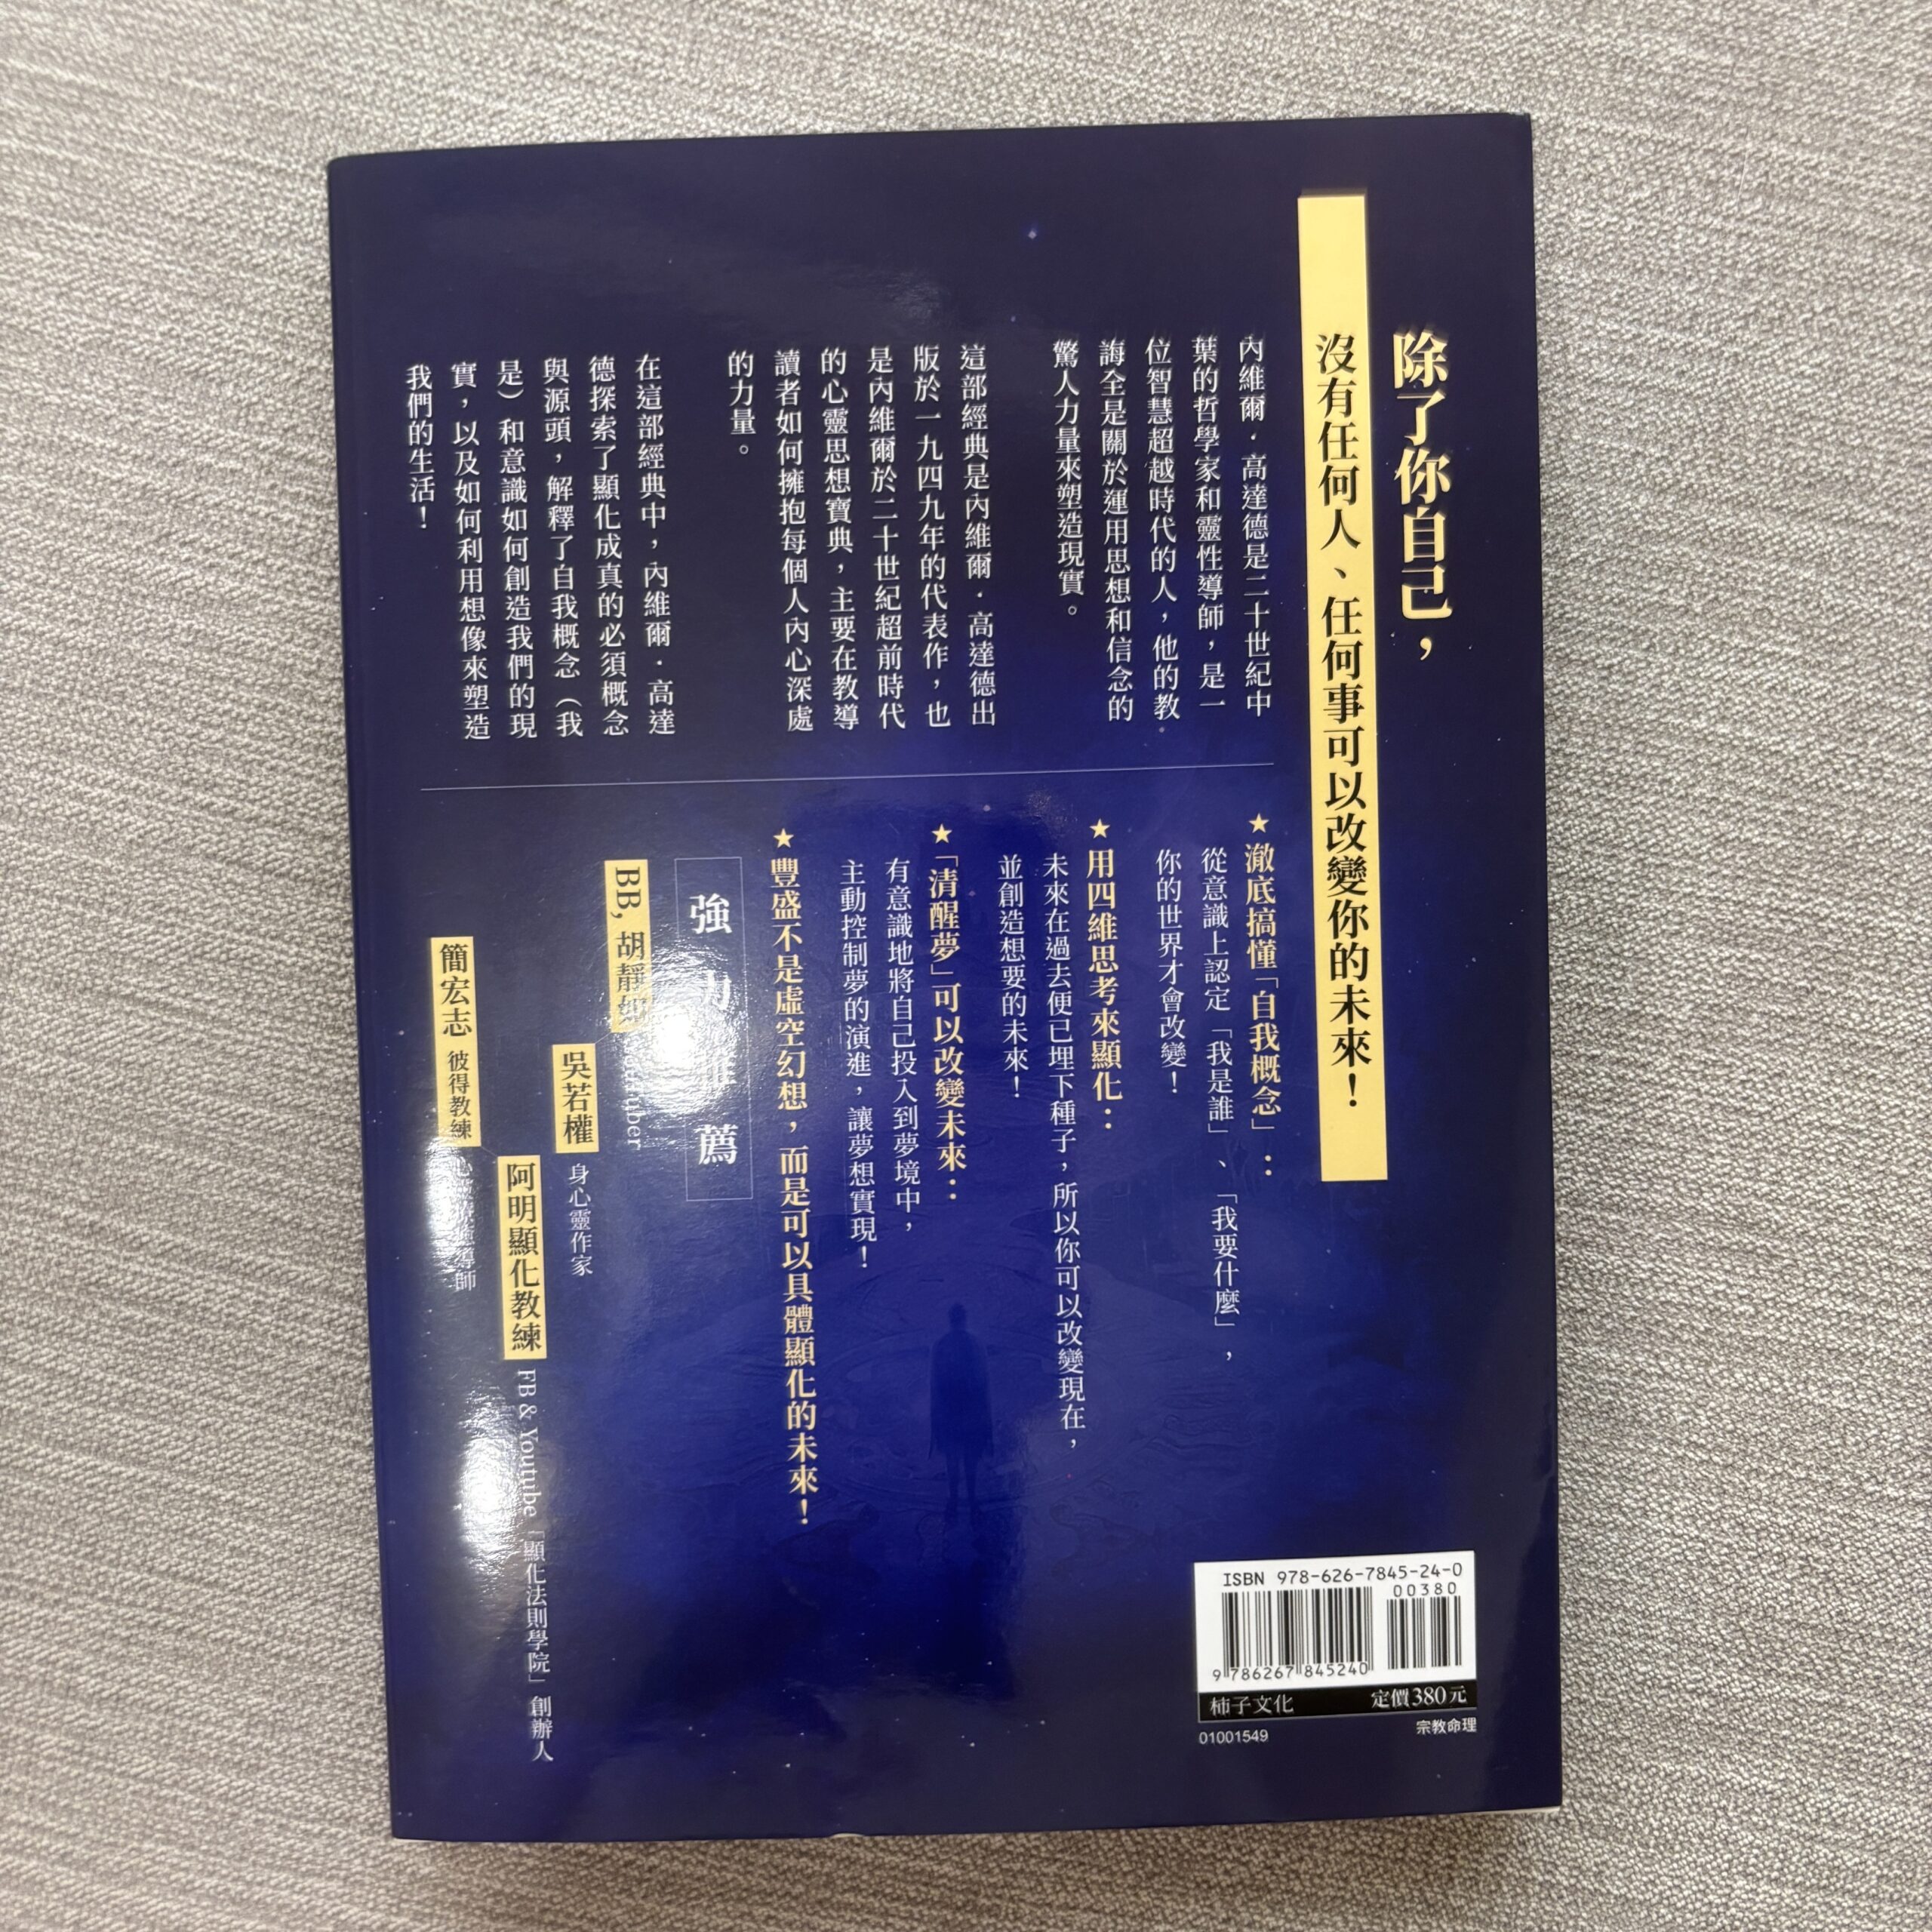 除了你自己，
沒有任何人、任何事可以改變你的未來！
內維爾．高達德是二十世紀中
葉的哲學家和靈性導師，是一
位智慧超越時代的人，他的教
誨全是關於運用思想和信念的
驚人力量來塑造現實。
這部經典是內維爾．高達德出
版於一九四九年的代表作，也
是內維爾於二十世紀超前時代
的心靈思想寶典，主要在教導
讀者如何擁抱每個人內心深處
的力量。
在這部經典中，內維爾．高達
德探索了顯化成真的必須概念
與源頭，解釋了自我概念（我
是）和意識如何創造我們的現
實，以及如何利用想像來塑造
我們的生活！
★澈底搞懂「自我概念」：
從意識上認定「我是誰」、「我要什麼」，
你的世界才會改變！
★用四維思考來顯化：
未來在過去便已埋下種子，所以你可以改變現在，
並創造想要的未來！
★「清醒夢」可以改變未來：
有意識地將自己投入到夢境中，
主動控制夢的演進，讓夢想實現！
★豐盛不是虛空幻想，而是可以具體顯化的未來！
強力推薦
BB, 胡靜
吳若權 身心靈作家
阿明顯化教練 FB & Youtube「顯化法則學院」創辦人
簡宏志 彼得教練 導師
ISBN 978-626-7845-24-0
00380
9 786267 845240
柿子文化 定價380元
01001549 宗教命理